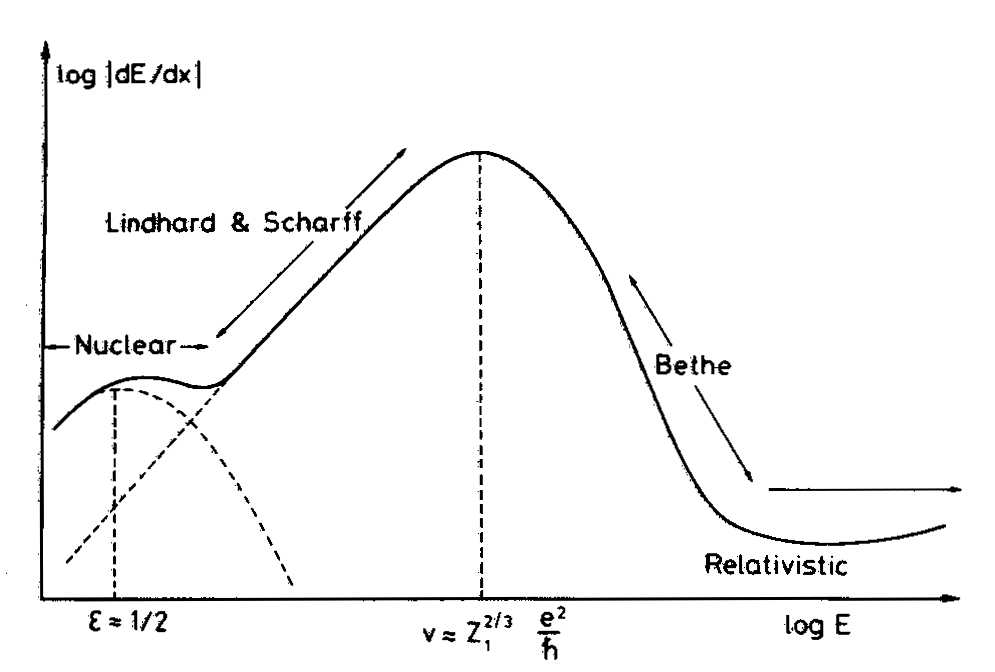 log |dE/dx|
Lindhard & Scharff
Nuclear
Bethe
Relativistic
ε ≈ 1/2
v ≈ Z₁^2/3 e²/ħ
log E